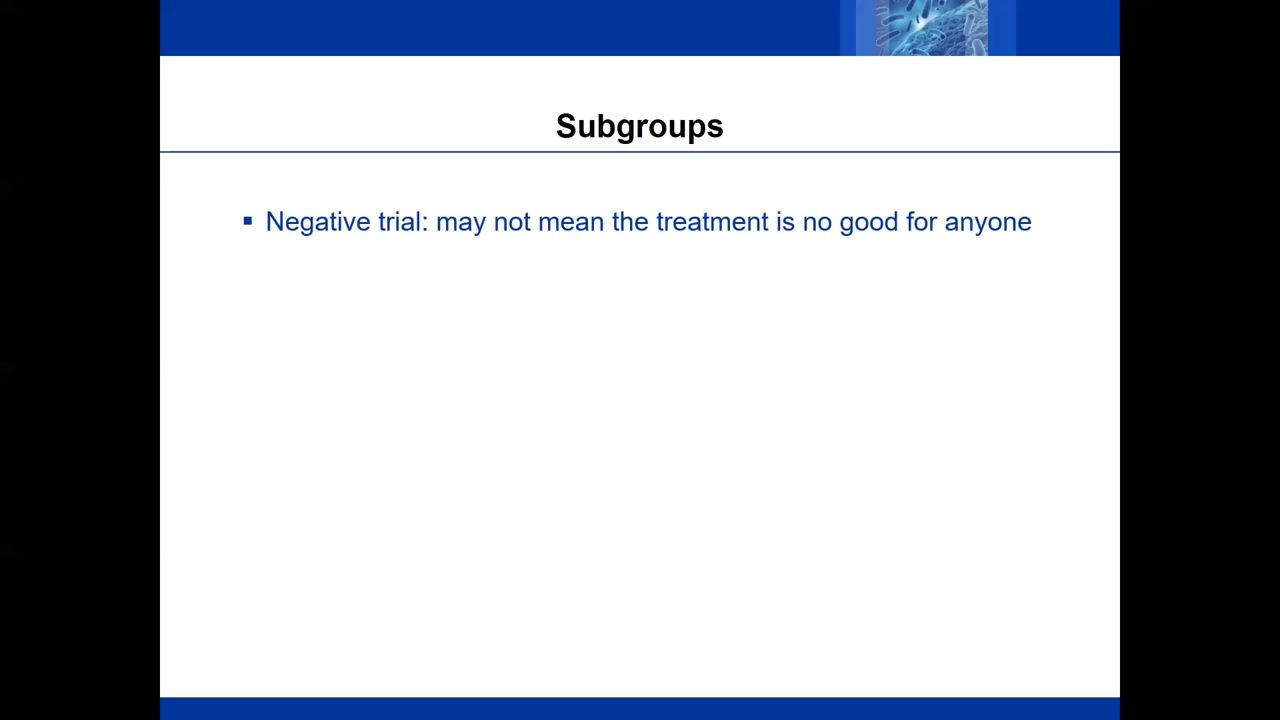 Subgroups
▪ Negative trial: may not mean the treatment is no good for anyone